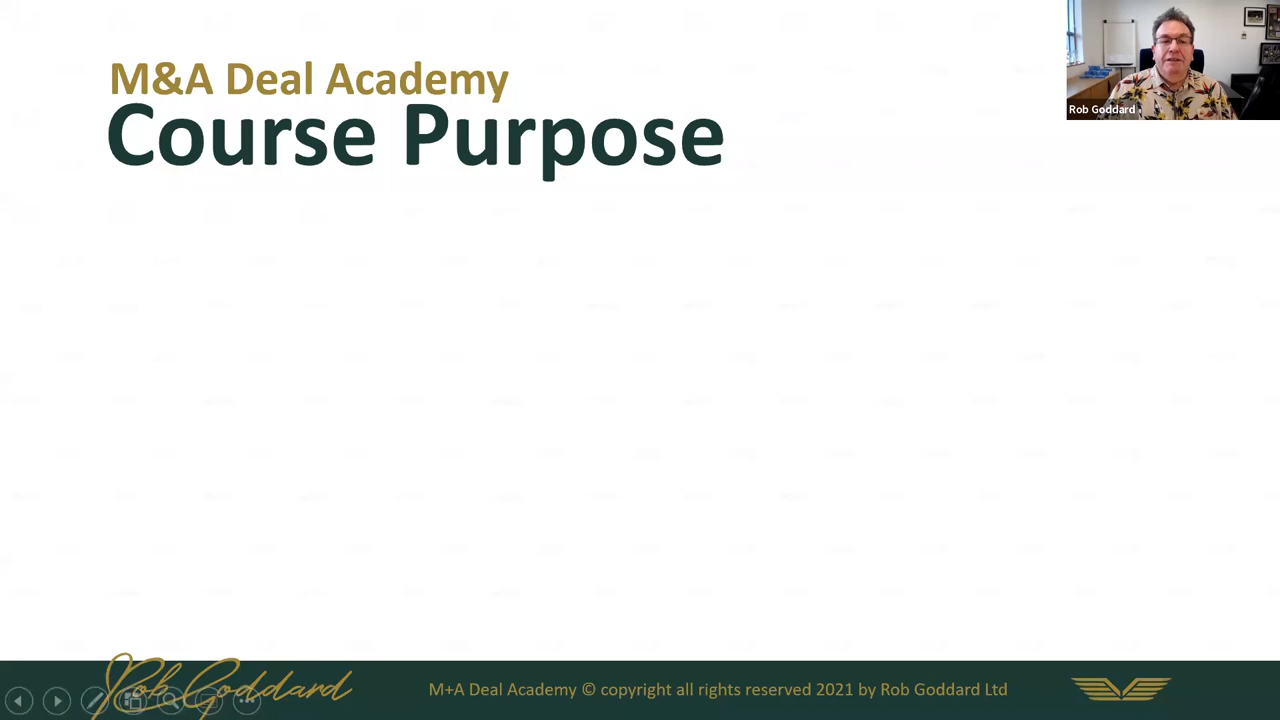 M&A Deal Academy
Course Purpose
Rob Goddard
Rob Goddard
M+A Deal Academy © copyright all rights reserved 2021 by Rob Goddard Ltd